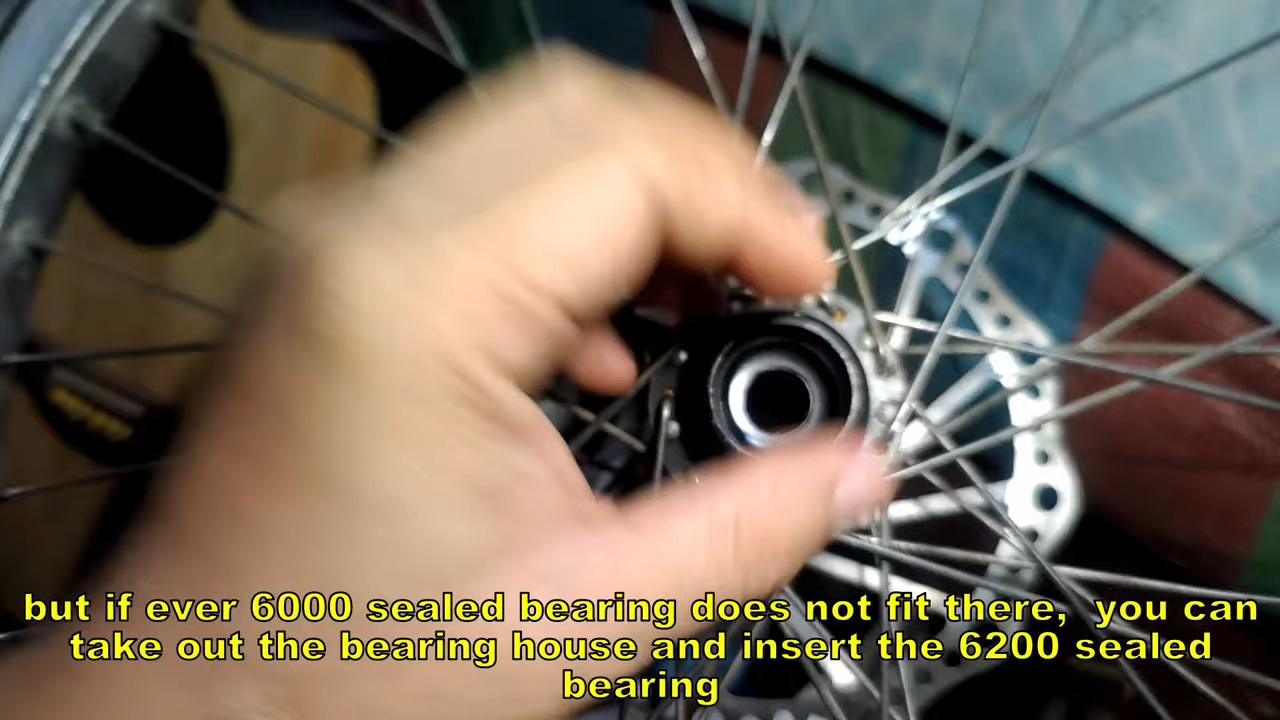 but if ever 6000 sealed bearing does not fit there, you can
take out the bearing house and insert the 6200 sealed
bearing